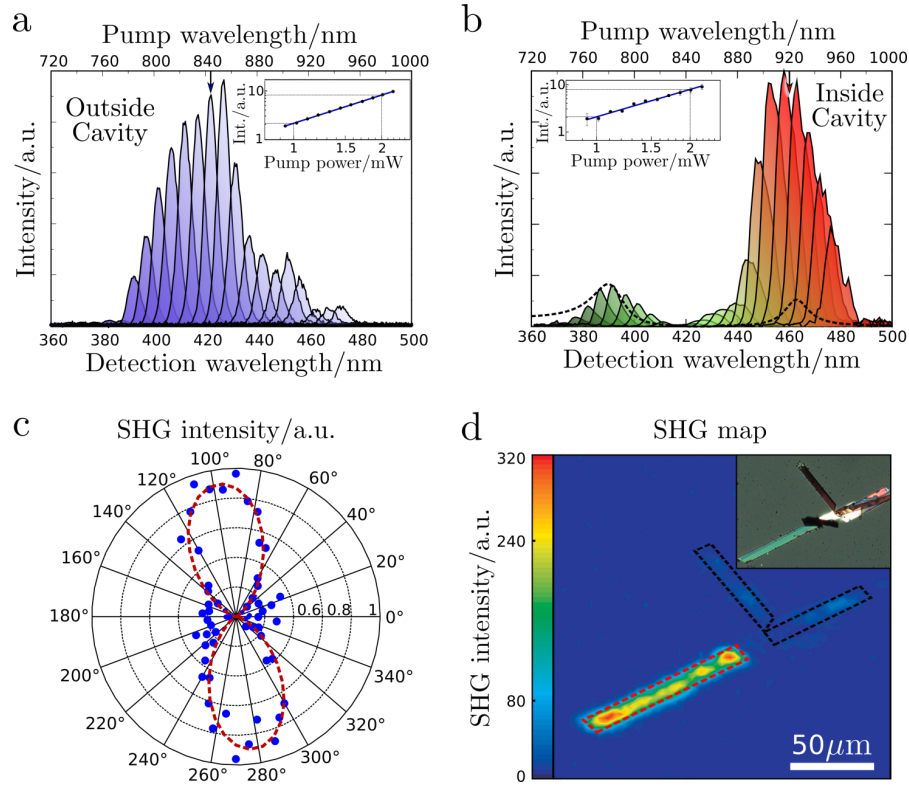 a
Pump wavelength/nm
720 760 800 840 880 920 960 1000
Outside
Cavity
10
1
Int./a.u.
1 1.5 2
Pump power/mW
Intensity/a.u.
360 380 400 420 440 460 480 500
Detection wavelength/nm
b
Pump wavelength/nm
720 760 800 840 880 920 960 1000
Inside
Cavity
10
1
Int./a.u.
1 1.5 2
Pump power/mW
Intensity/a.u.
360 380 400 420 440 460 480 500
Detection wavelength/nm
c
SHG intensity/a.u.
100° 80°
120° 60°
140° 40°
160° 20°
180° 0.6 0.8 1 0°
200° 340°
220° 320°
240° 300°
260° 280°
d
SHG map
SHG intensity/a.u.
320
240
80
0
50μm